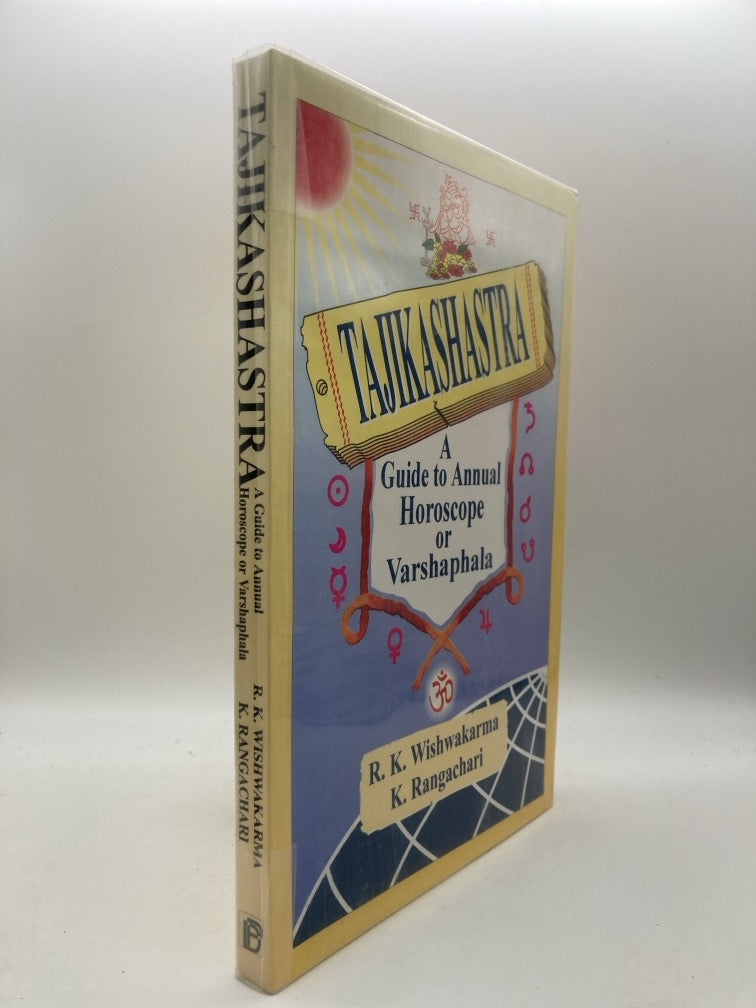 TAJIKASHASTRA
A Guide to Annual
Horoscope or Varshaphala
R. K. WISHWAKARMA
K. RANGACHARI
TAJIKASHASTRA
A
Guide to Annual
Horoscope
or
Varshaphala
ॐ
R. K. Wishwakarma
K. Rangachari